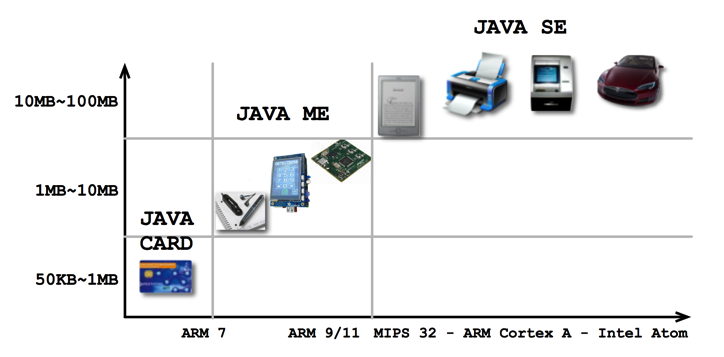 JAVA SE
10MB~100MB
JAVA ME
1MB~10MB
JAVA
CARD
50KB~1MB
ARM 7
ARM 9/11
MIPS 32 - ARM Cortex A - Intel Atom